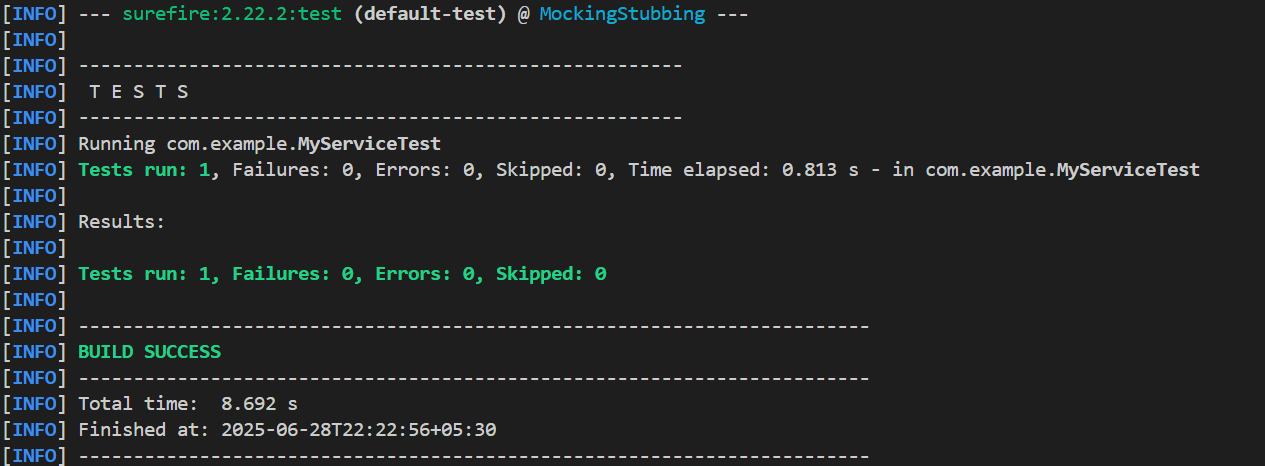 [INFO] --- surefire:2.22.2:test (default-test) @ MockingStubbing ---
[INFO]
[INFO] -------------------------------------------------------
[INFO]  T E S T S
[INFO] -------------------------------------------------------
[INFO] Running com.example.MyServiceTest
[INFO] Tests run: 1, Failures: 0, Errors: 0, Skipped: 0, Time elapsed: 0.813 s - in com.example.MyServiceTest
[INFO]
[INFO] Results:
[INFO]
[INFO] Tests run: 1, Failures: 0, Errors: 0, Skipped: 0
[INFO]
[INFO] ------------------------------------------------------------------------
[INFO] BUILD SUCCESS
[INFO] ------------------------------------------------------------------------
[INFO] Total time:  8.692 s
[INFO] Finished at: 2025-06-28T22:22:56+05:30
[INFO] ------------------------------------------------------------------------